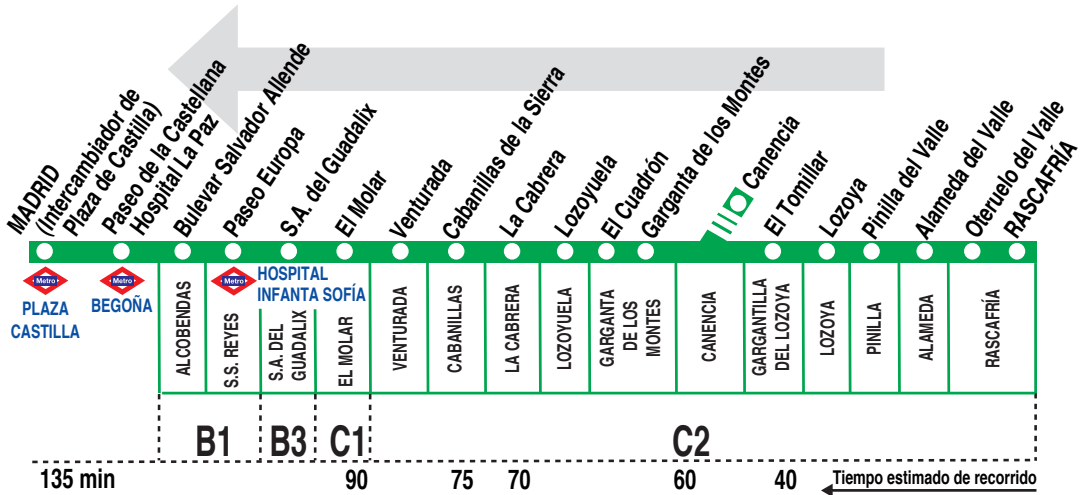 MADRID
(Intercambiador de
Plaza de Castilla)
Paseo de la Castellana
Hospital La Paz
Bulevar Salvador Allende
Paseo Europa
S.A. del Guadalix
El Molar
Venturada
Cabanillas de la Sierra
La Cabrera
Lozoyuela
El Cuadrón
Garganta de los Montes
Canencia
El Tomillar
Lozoya
Pinilla del Valle
Alameda del Valle
Oteruelo del Valle
RASCAFRÍA
Metro
PLAZA
CASTILLA
Metro
BEGOÑA
Metro
HOSPITAL
INFANTA SOFÍA
ALCOBENDAS
S.S. REYES
S.A. DEL
GUADALIX
EL MOLAR
VENTURADA
CABANILLAS
LA CABRERA
LOZOYUELA
GARGANTA
DE LOS
MONTES
CANENCIA
GARGANTILLA
DEL LOZOYA
LOZOYA
PINILLA
ALAMEDA
RASCAFRÍA
B1
B3
C1
C2
135 min
90
75
70
60
40
Tiempo estimado de recorrido